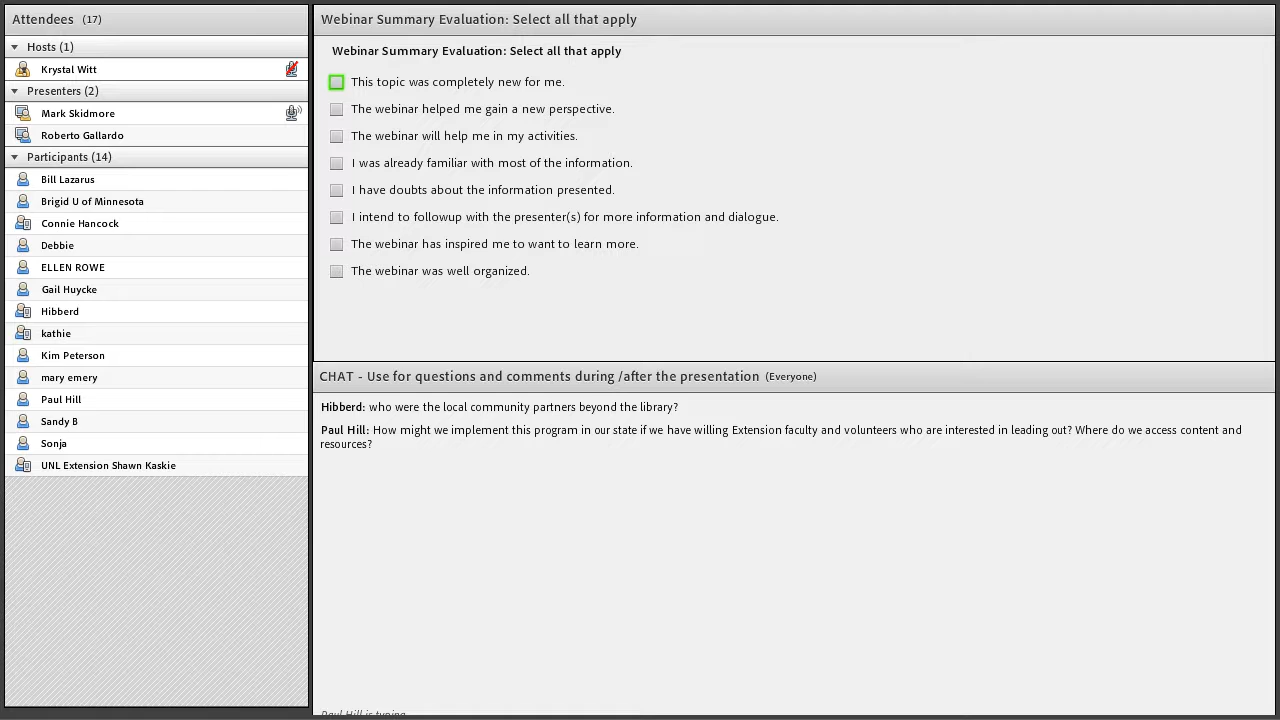 Attendees (17)
Hosts (1)
Krystal Witt
Presenters (2)
Mark Skidmore
Roberto Gallardo
Participants (14)
Bill Lazarus
Brigid U of Minnesota
Connie Hancock
Debbie
ELLEN ROWE
Gail Huycke
Hibberd
kathie
Kim Peterson
mary emery
Paul Hill
Sandy B
Sonja
UNL Extension Shawn Kaskie
Webinar Summary Evaluation: Select all that apply
Webinar Summary Evaluation: Select all that apply
This topic was completely new for me.
The webinar helped me gain a new perspective.
The webinar will help me in my activities.
I was already familiar with most of the information.
I have doubts about the information presented.
I intend to followup with the presenter(s) for more information and dialogue.
The webinar has inspired me to want to learn more.
The webinar was well organized.
CHAT - Use for questions and comments during /after the presentation (Everyone)
Hibberd: who were the local community partners beyond the library?
Paul Hill: How might we implement this program in our state if we have willing Extension faculty and volunteers who are interested in leading out? Where do we access content and
resources?
Paul Hill is typing